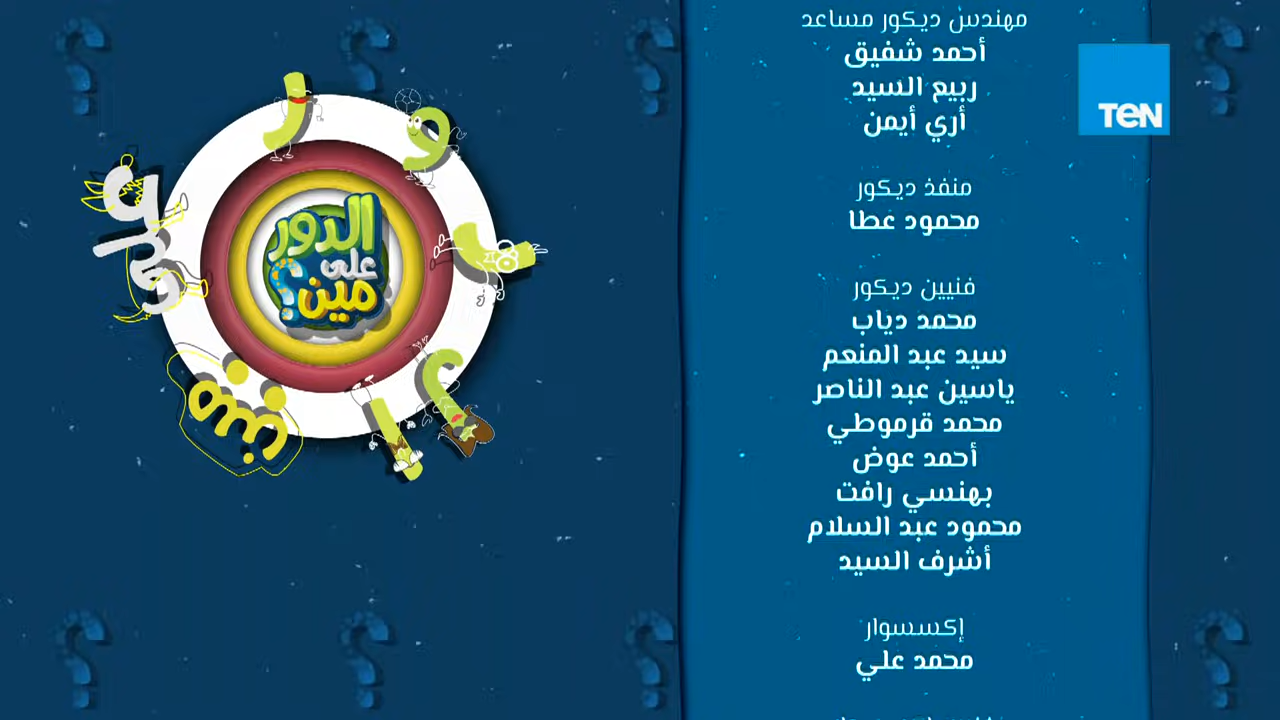 مهندس ديكور مساعد
أحمد شفيق
ربيع السيد
أري أيمن
TEN
منفذ ديكور
محمود عطا
فنيين ديكور
محمد دياب
سيد عبد المنعم
ياسين عبد الناصر
محمد قرموطي
أحمد عوض
بهنسي رافت
محمود عبد السلام
أشرف السيد
إكسسوار
محمد علي
الدور
على
مين؟
على
مين